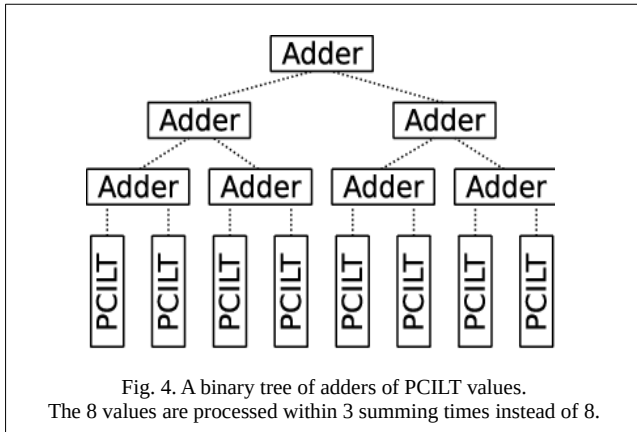 Adder
Adder Adder
Adder Adder Adder Adder
PCILT PCILT PCILT PCILT PCILT PCILT PCILT PCILT
Fig. 4. A binary tree of adders of PCILT values.
The 8 values are processed within 3 summing times instead of 8.